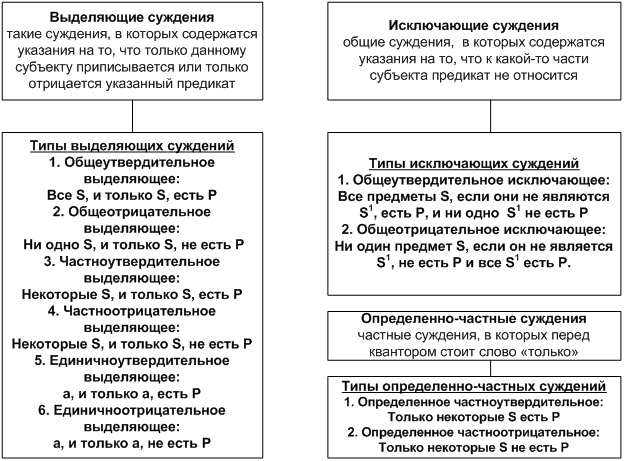 Выделяющие суждения
такие суждения, в которых содержатся
указания на то, что только данному
субъекту приписывается или только
отрицается указанный предикат
Типы выделяющих суждений
1. Общеутвердительное
выделяющее:
Все S, и только S, есть P
2. Общеотрицательное
выделяющее:
Ни одно S, и только S, не есть P
3. Частноутвердительное
выделяющее:
Некоторые S, и только S, есть P
4. Частноотрицательное
выделяющее:
Некоторые S, и только S, не есть P
5. Единичноутвердительное
выделяющее:
а, и только а, есть P
6. Единичноотрицательное
выделяющее:
а, и только а, не есть P
Исключающие суждения
общие суждения, в которых содержатся
указания на то, что к какой-то части
субъекта предикат не относится
Типы исключающих суждений
1. Общеутвердительное исключающее:
Все предметы S, если они не являются
S¹, есть P, и ни одно S¹ не есть P
2. Общеотрицательное исключающее:
Ни один предмет S, если он не является
S¹, не есть P и все S¹ есть P.
Определенно-частные суждения
частные суждения, в которых перед
квантором стоит слово «только»
Типы определенно-частных суждений
1. Определенное частноутвердительное:
Только некоторые S есть P
2. Определенное частноотрицательное:
Только некоторые S не есть P